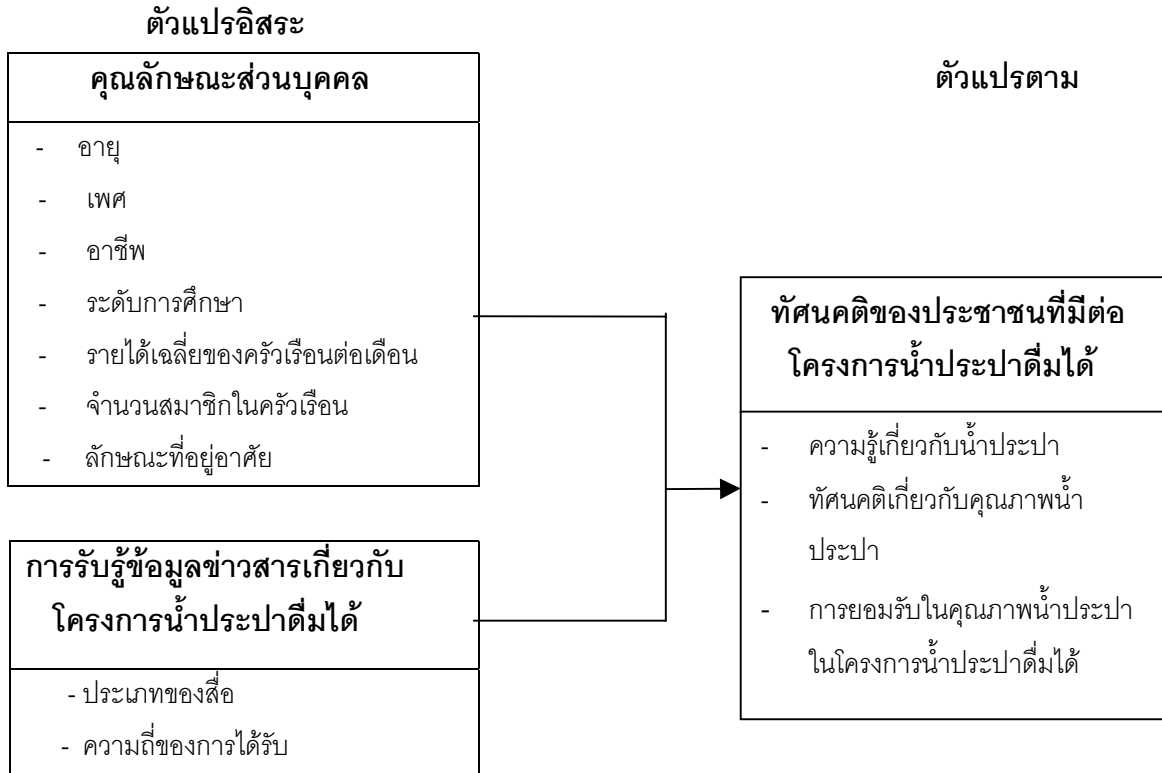 ตัวแปรอิสระ
คุณลักษณะส่วนบุคคล
- อายุ
- เพศ
- อาชีพ
- ระดับการศึกษา
- รายได้เฉลี่ยของครัวเรือนต่อเดือน
- จำนวนสมาชิกในครัวเรือน
- ลักษณะที่อยู่อาศัย
การรับรู้ข้อมูลข่าวสารเกี่ยวกับ
โครงการน้ำประปาดื่มได้
- ประเภทของสื่อ
- ความถี่ของการได้รับ
ตัวแปรตาม
ทัศนคติของประชาชนที่มีต่อ
โครงการน้ำประปาดื่มได้
- ความรู้เกี่ยวกับน้ำประปา
- ทัศนคติเกี่ยวกับคุณภาพน้ำ
ประปา
- การยอมรับในคุณภาพน้ำประปา
ในโครงการน้ำประปาดื่มได้